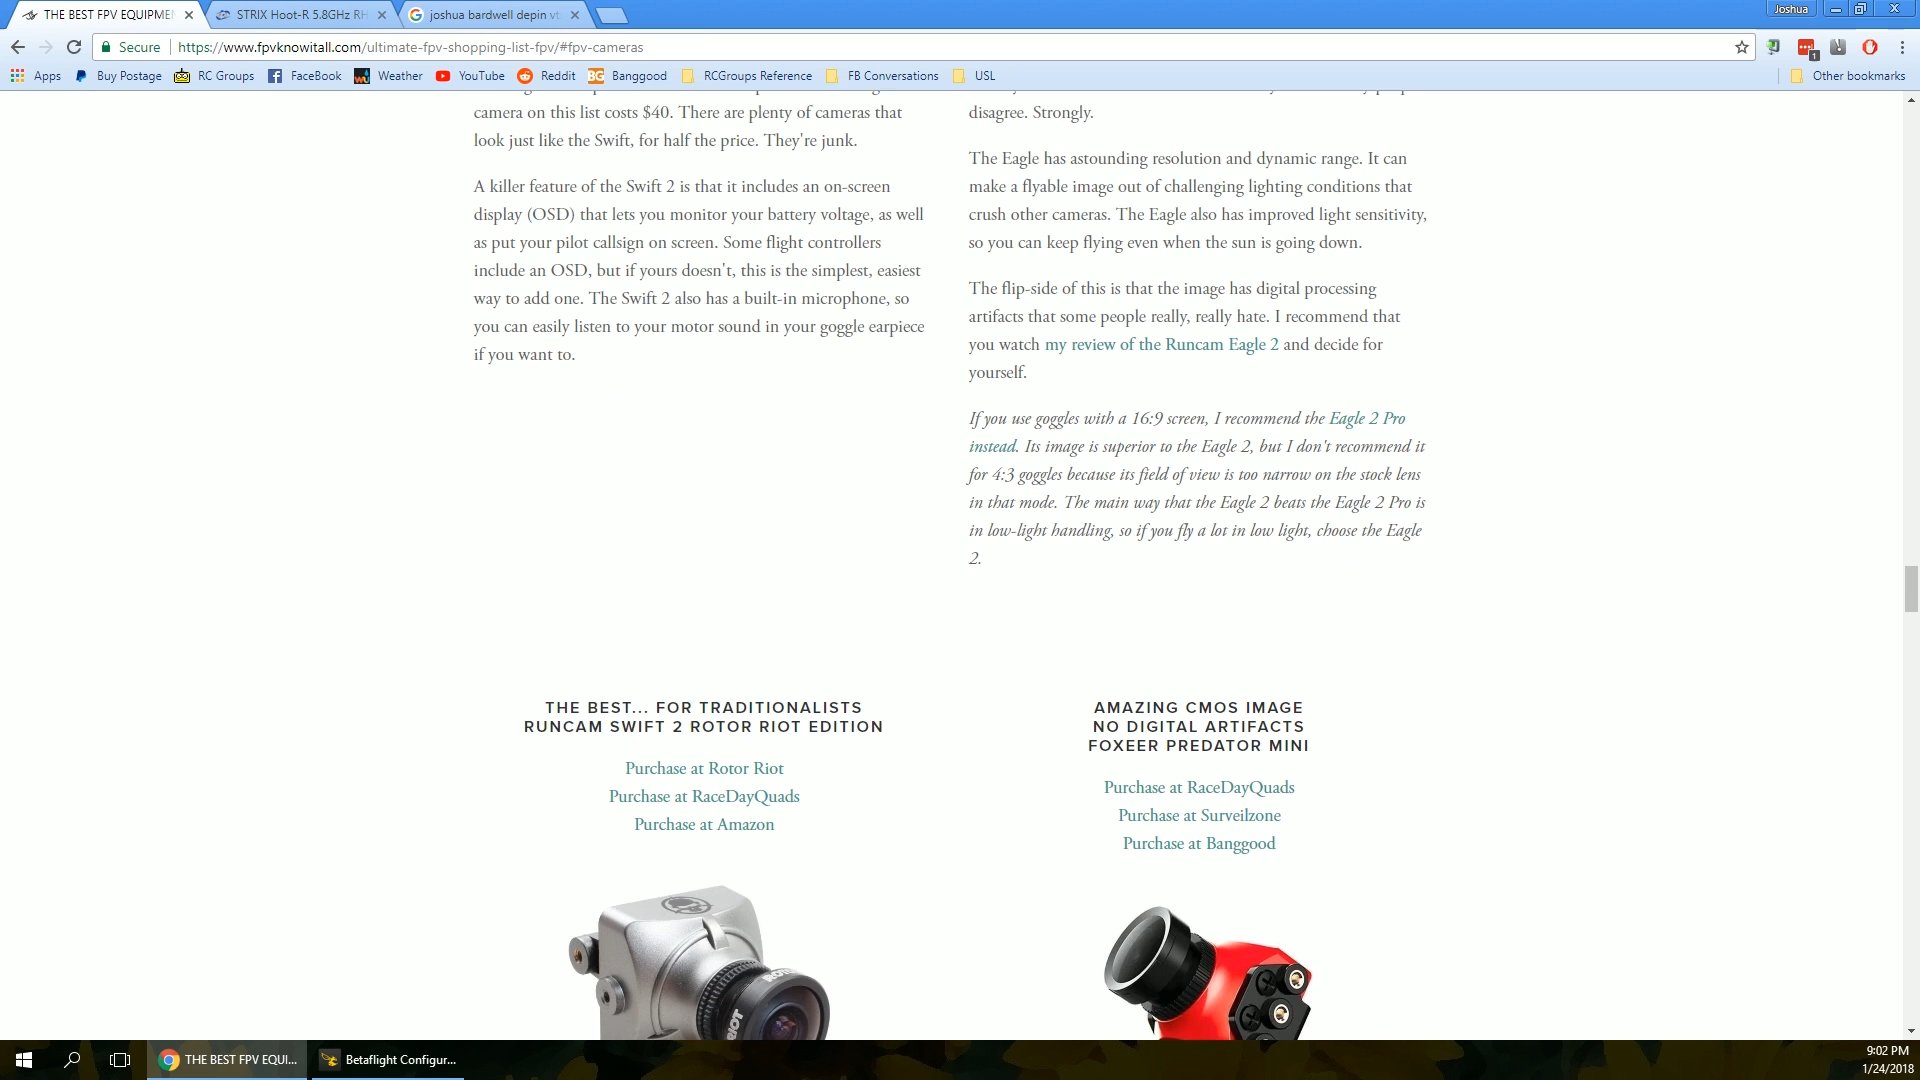 THE BEST FPV EQUIPMEN
STRIX Hoot-R 5.8GHz RH
joshua bardwell depin vt
Joshua
Secure
https://www.fpvknowitall.com/ultimate-fpv-shopping-list-fpv/#fpv-cameras
1
Apps
Buy Postage
RC Groups
FaceBook
Weather
YouTube
Reddit
BG
Banggood
RCGroups Reference
FB Conversations
USL
Other bookmarks
camera on this list costs $40. There are plenty of cameras that
look just like the Swift, for half the price. They're junk.
A killer feature of the Swift 2 is that it includes an on-screen
display (OSD) that lets you monitor your battery voltage, as well
as put your pilot callsign on screen. Some flight controllers
include an OSD, but if yours doesn't, this is the simplest, easiest
way to add one. The Swift 2 also has a built-in microphone, so
you can easily listen to your motor sound in your goggle earpiece
if you want to.
disagree. Strongly.
The Eagle has astounding resolution and dynamic range. It can
make a flyable image out of challenging lighting conditions that
crush other cameras. The Eagle also has improved light sensitivity,
so you can keep flying even when the sun is going down.
The flip-side of this is that the image has digital processing
artifacts that some people really, really hate. I recommend that
you watch my review of the Runcam Eagle 2 and decide for
yourself.
If you use goggles with a 16:9 screen, I recommend the Eagle 2 Pro
instead. Its image is superior to the Eagle 2, but I don't recommend it
for 4:3 goggles because its field of view is too narrow on the stock lens
in that mode. The main way that the Eagle 2 beats the Eagle 2 Pro is
in low-light handling, so if you fly a lot in low light, choose the Eagle
2.
THE BEST... FOR TRADITIONALISTS
RUNCAM SWIFT 2 ROTOR RIOT EDITION
Purchase at Rotor Riot
Purchase at RaceDayQuads
Purchase at Amazon
AMAZING CMOS IMAGE
NO DIGITAL ARTIFACTS
FOXEER PREDATOR MINI
Purchase at RaceDayQuads
Purchase at Surveilzone
Purchase at Banggood
THE BEST FPV EQUI...
Betaflight Configur...
9:02 PM
1/24/2018